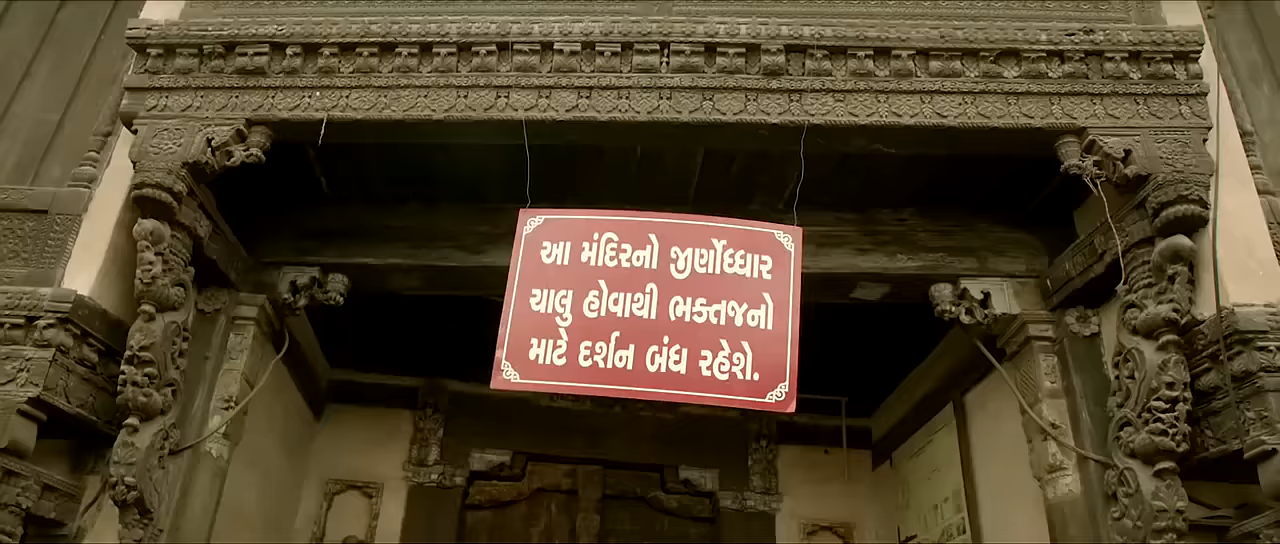 આ મંદિરનો જીર્ણોધ્ધાર
ચાલુ હોવાથી ભક્તજનો
માટે દર્શન બંધ રહેશે.